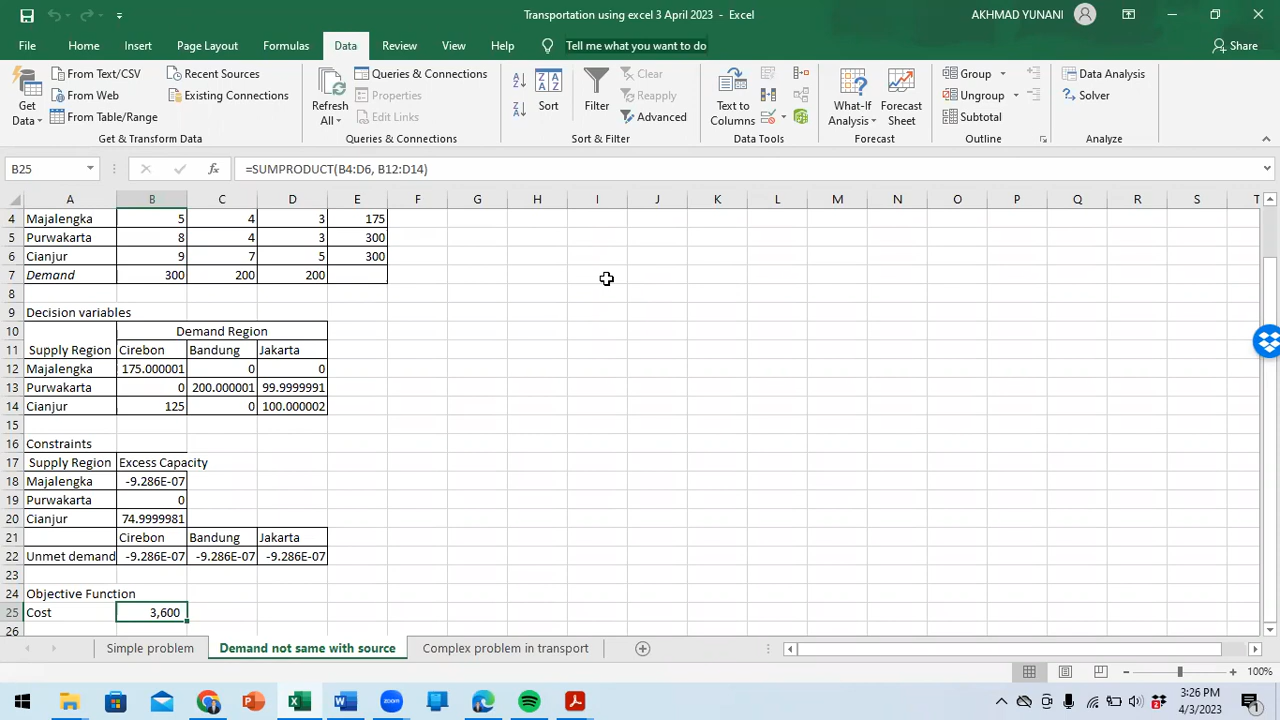 Transportation using excel 3 April 2023 - Excel
AKHMAD YUNANI
File Home Insert Page Layout Formulas Data Review View Help Tell me what you want to do Share
Get Data
From Text/CSV
From Web
From Table/Range
Recent Sources
Existing Connections
Get & Transform Data
Refresh All
Queries & Connections
Properties
Edit Links
Queries & Connections
Sort
Filter
Clear
Reapply
Advanced
Sort & Filter
Text to Columns
Data Tools
What-If Analysis
Forecast Sheet
Forecast
Group
Ungroup
Subtotal
Outline
Data Analysis
Solver
Analyze
B25 fx =SUMPRODUCT(B4:D6, B12:D14)
A B C D E F G H I J K L M N O P Q R S T
4 Majalengka 5 4 3 175
5 Purwakarta 8 4 3 300
6 Cianjur 9 7 5 300
7 Demand 300 200 200
8
9 Decision variables
10 Demand Region
11 Supply Region Cirebon Bandung Jakarta
12 Majalengka 175.000001 0 0
13 Purwakarta 0 200.000001 99.9999991
14 Cianjur 125 0 100.000002
15
16 Constraints
17 Supply Region Excess Capacity
18 Majalengka -9.286E-07
19 Purwakarta 0
20 Cianjur 74.9999981
21 Cirebon Bandung Jakarta
22 Unmet demand -9.286E-07 -9.286E-07 -9.286E-07
23
24 Objective Function
25 Cost 3,600
26
Simple problem Demand not same with source Complex problem in transport
100%
3:26 PM
4/3/2023